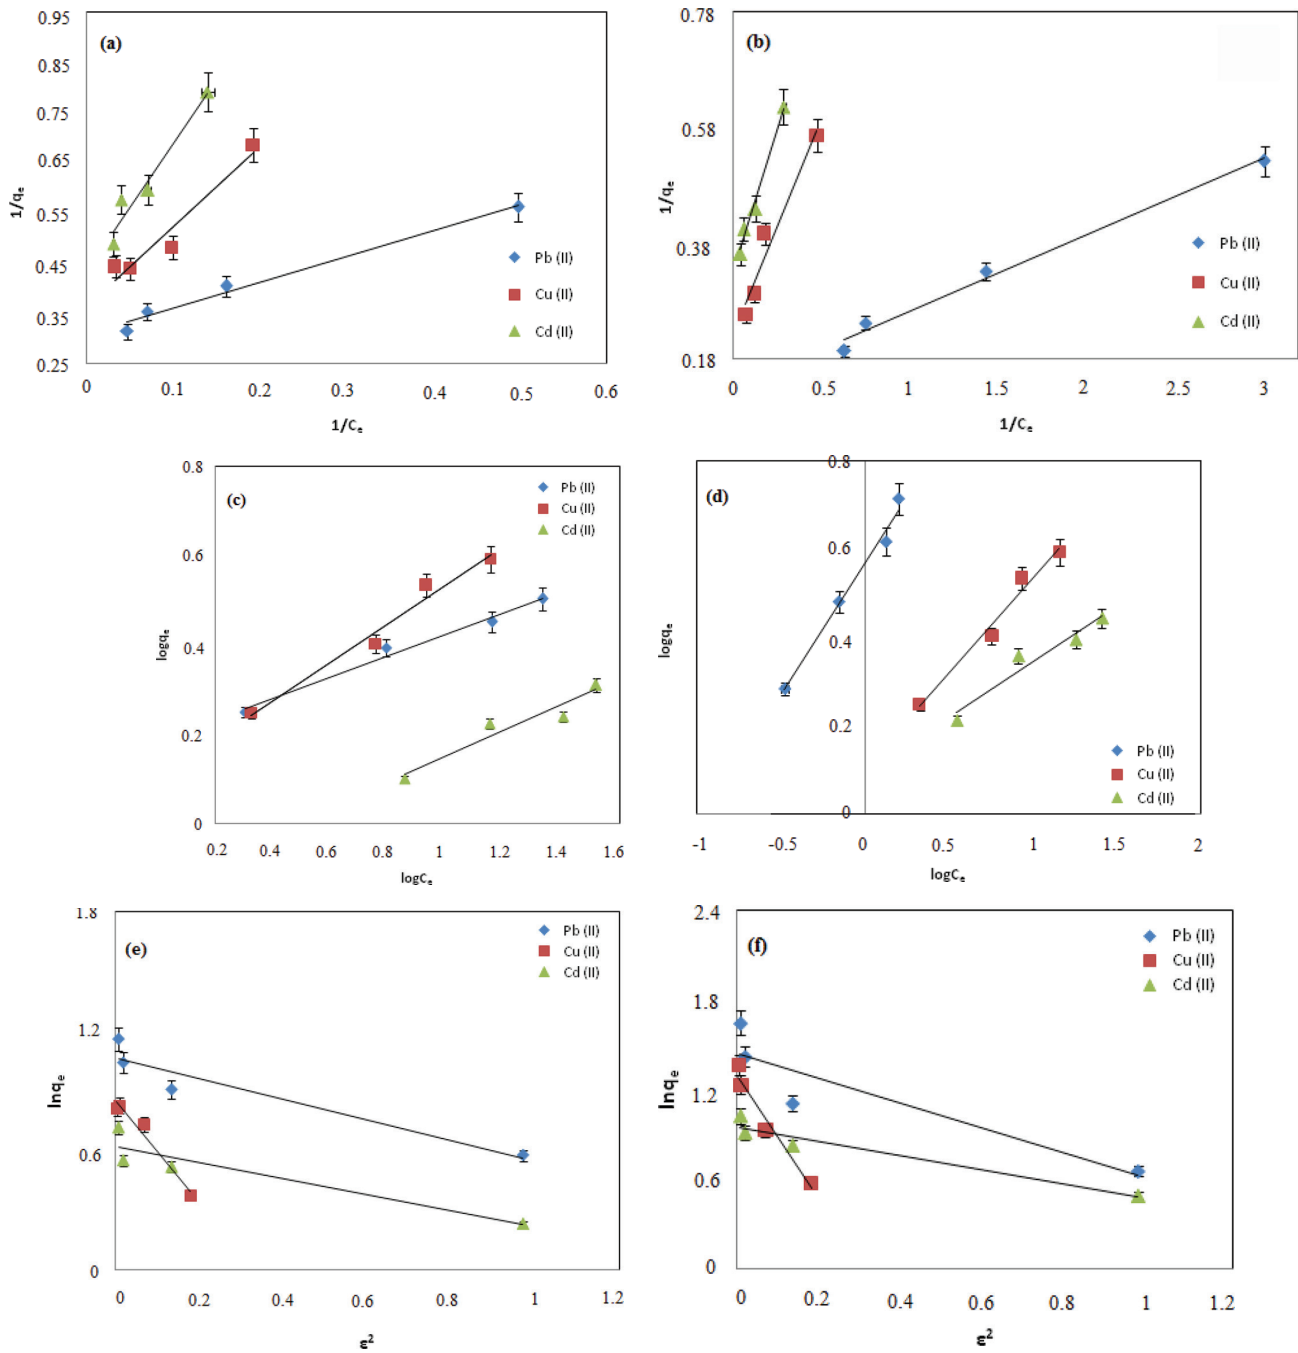 (a)
0.95
0.85
0.75
0.65
0.55
0.45
0.35
0.25
1/qe
Pb (II)
Cu (II)
Cd (II)
0 0.1 0.2 0.3 0.4 0.5 0.6
1/Ce
(b)
0.78
0.58
0.38
0.18
1/qe
Pb (II)
Cu (II)
Cd (II)
0 0.5 1 1.5 2 2.5 3
1/Ce
(c)
0.8
0.6
0.4
0.2
0
logqe
Pb (II)
Cu (II)
Cd (II)
0.2 0.4 0.6 0.8 1.0 1.2 1.4 1.6
logCe
(d)
0.8
0.6
0.4
0.2
0
logqe
Pb (II)
Cu (II)
Cd (II)
-1 -0.5 0 0.5 1 1.5 2
logCe
(e)
1.8
1.2
0.6
0
lnqe
Pb (II)
Cu (II)
Cd (II)
0 0.2 0.4 0.6 0.8 1 1.2
ε²
(f)
2.4
1.8
1.2
0.6
0
lnqe
Pb (II)
Cu (II)
Cd (II)
0 0.2 0.4 0.6 0.8 1 1.2
ε²